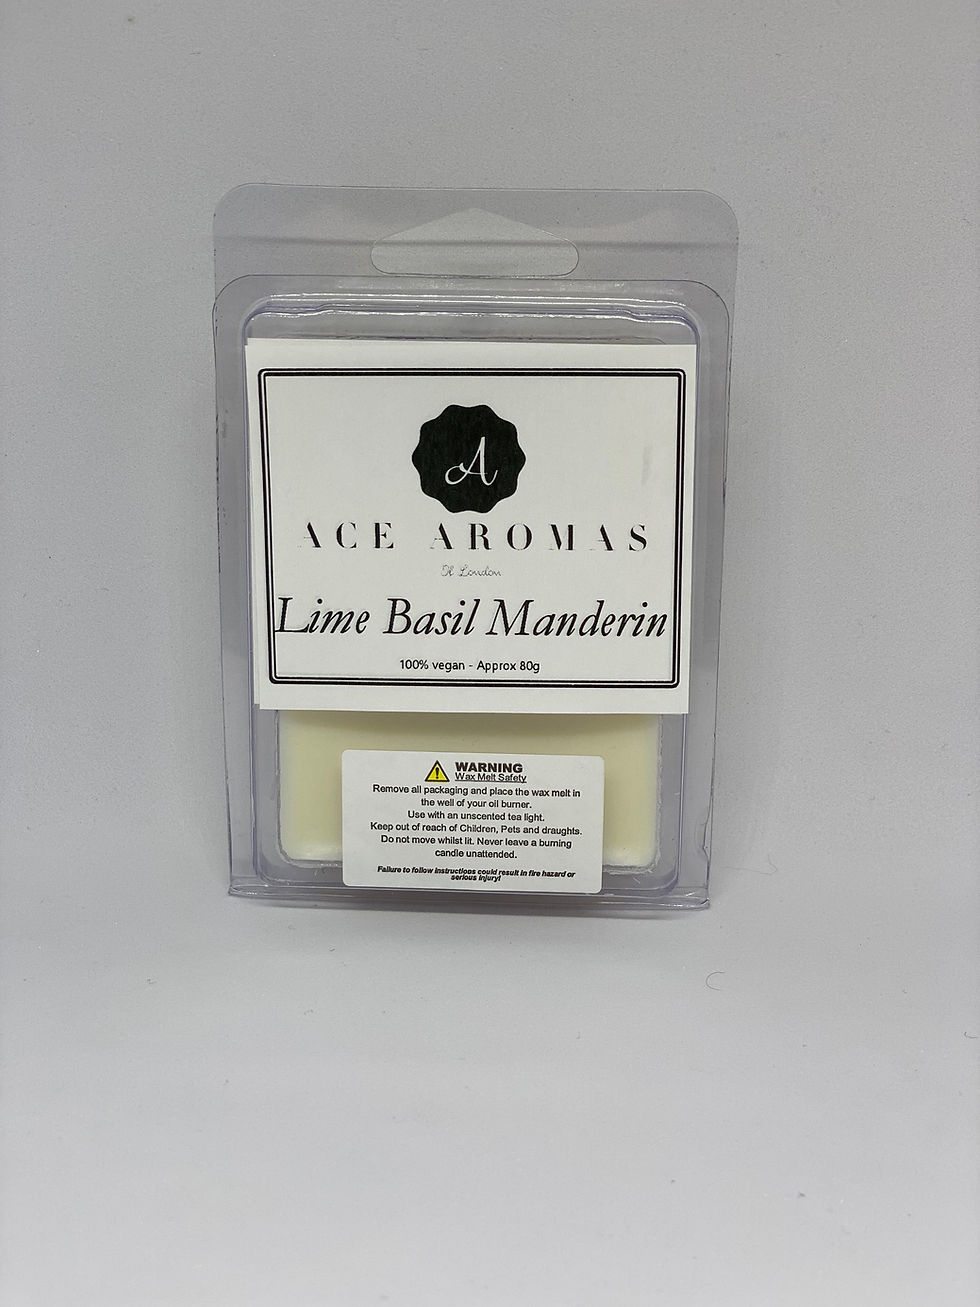 A
ACE AROMAS
Of London
Lime Basil Manderin
100% vegan - Approx 80g
WARNING
Wax Melt Safety
Remove all packaging and place the wax melt in
the well of your oil burner.
Use with an unscented tea light.
Keep out of reach of Children, Pets and draughts.
Do not move whilst lit. Never leave a burning
candle unattended.
Failure to follow instructions could result in fire hazard or
serious injury!